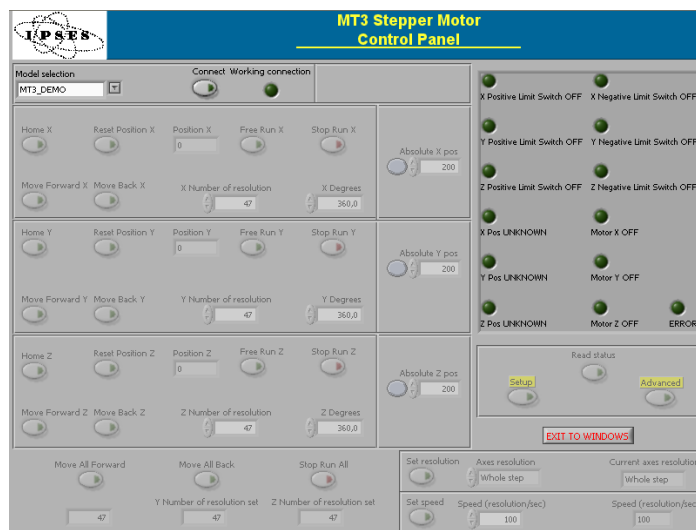 IPSES
MT3 Stepper Motor
Control Panel
Model selection
MT3_DEMO
Connect Working connection
Home X Reset Position X Position X Free Run X Stop Run X
0
Absolute X pos
200
Move Forward X Move Back X X Number of resolution X Degrees
47 360,0
Home Y Reset Position Y Position Y Free Run Y Stop Run Y
0
Absolute Y pos
200
Move Forward Y Move Back Y Y Number of resolution Y Degrees
47 360,0
Home Z Reset Position Z Position Z Free Run Z Stop Run Z
0
Absolute Z pos
200
Move Forward Z Move Back Z Z Number of resolution Z Degrees
47 360,0
Move All Forward Move All Back Stop Run All
Y Number of resolution set Z Number of resolution set
47 47 47
X Positive Limit Switch OFF X Negative Limit Switch OFF
Y Positive Limit Switch OFF Y Negative Limit Switch OFF
Z Positive Limit Switch OFF Z Negative Limit Switch OFF
X Pos UNKNOWN Motor X OFF
Y Pos UNKNOWN Motor Y OFF
Z Pos UNKNOWN Motor Z OFF ERROR
Read status
Setup Advanced
EXIT TO WINDOWS
Set resolution Axes resolution Current axes resolution
Whole step Whole step
Set speed Speed (resolution/sec) Speed (resolution/sec)
100 100